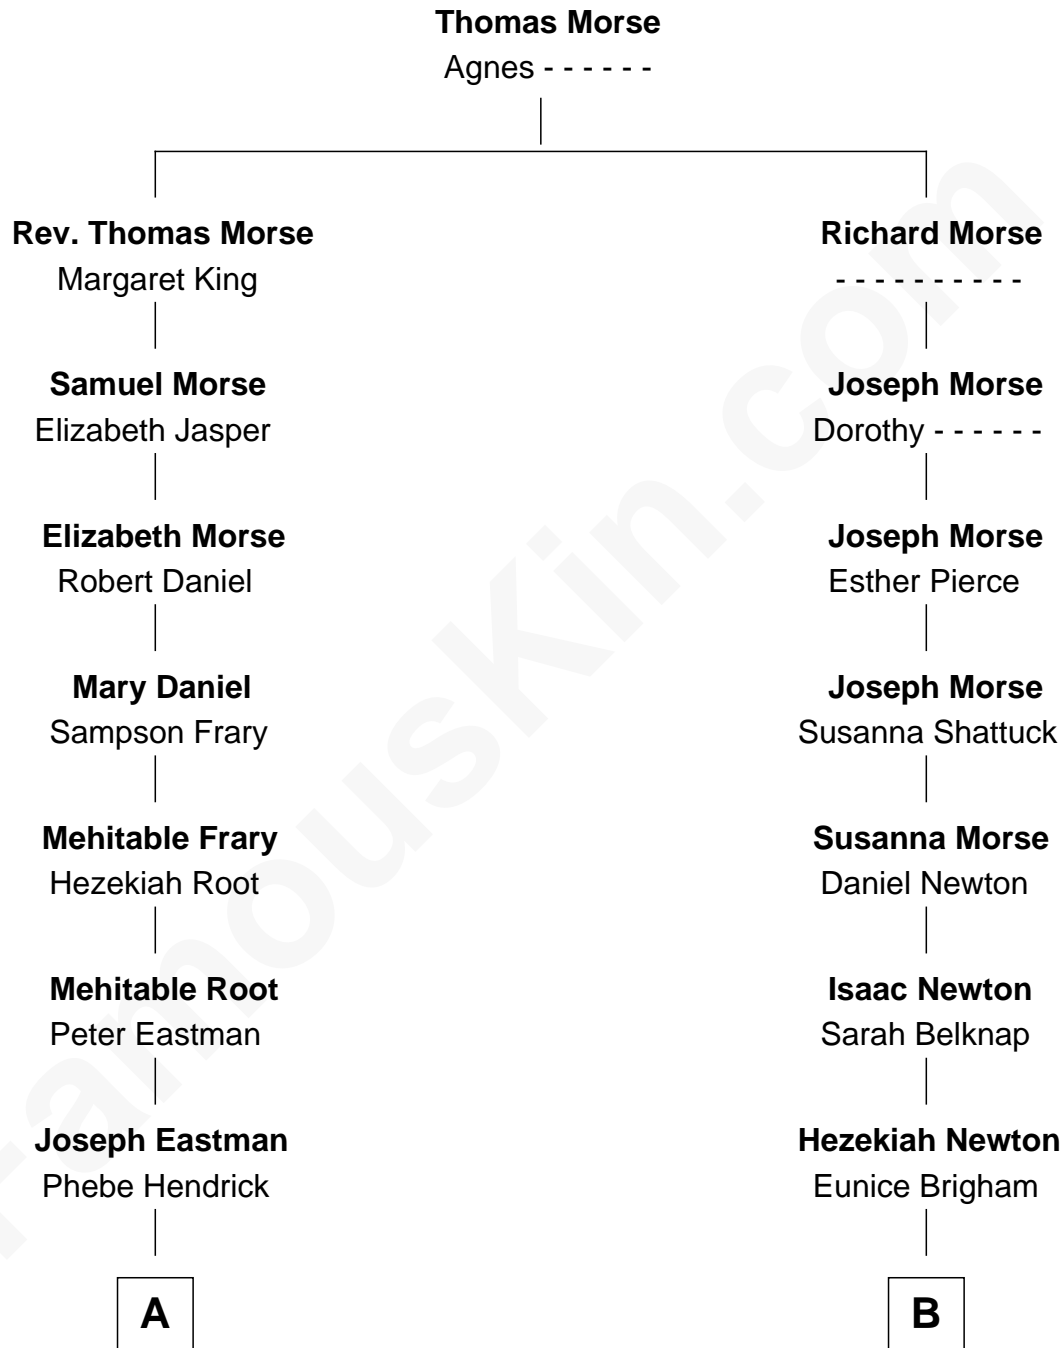 Thomas Morse
Agnes - - - - - -
Rev. Thomas Morse
Margaret King
Richard Morse
- - - - - - - - - -
Samuel Morse
Elizabeth Jasper
Joseph Morse
Dorothy - - - - - -
Elizabeth Morse
Robert Daniel
Joseph Morse
Esther Pierce
Mary Daniel
Sampson Frary
Joseph Morse
Susanna Shattuck
Mehitable Frary
Hezekiah Root
Susanna Morse
Daniel Newton
Mehitable Root
Peter Eastman
Isaac Newton
Sarah Belknap
Joseph Eastman
Phebe Hendrick
Hezekiah Newton
Eunice Brigham
A
B
FamousKin.com